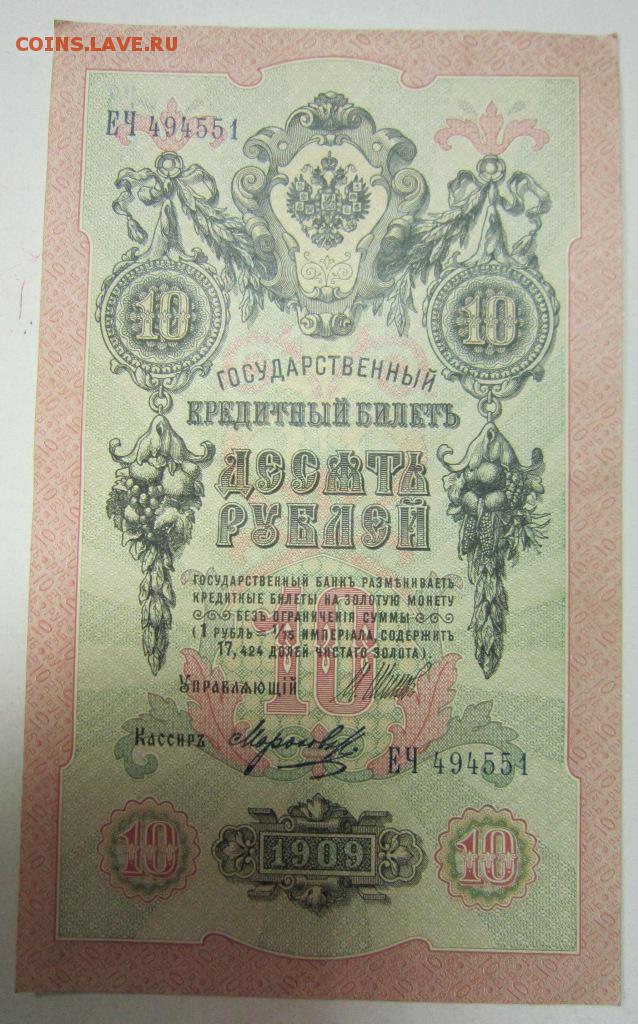 COINS.LAVE.RU
ЕЧ 494551
10 10
ГОСУДАРСТВЕННЫЙ
КРЕДИТНЫЙ БИЛЕТЪ
ДЕСЯТЬ
РУБЛЕЙ
ГОСУДАРСТВЕННЫЙ БАНКЪ РАЗМѢНИВАЕТЪ
КРЕДИТНЫЕ БИЛЕТЫ НА ЗОЛОТУЮ МОНЕТУ
БЕЗЪ ОГРАНИЧЕНІЯ СУММЫ
(1 РУБЛЬ = 1/15 ИМПЕРІАЛА, СОДЕРЖИТЪ
17,424 ДОЛЕЙ ЧИСТАГО ЗОЛОТА).
10
УПРАВЛЯЮЩІЙ
КАССИРЪ
ЕЧ 494551
10 1909 10